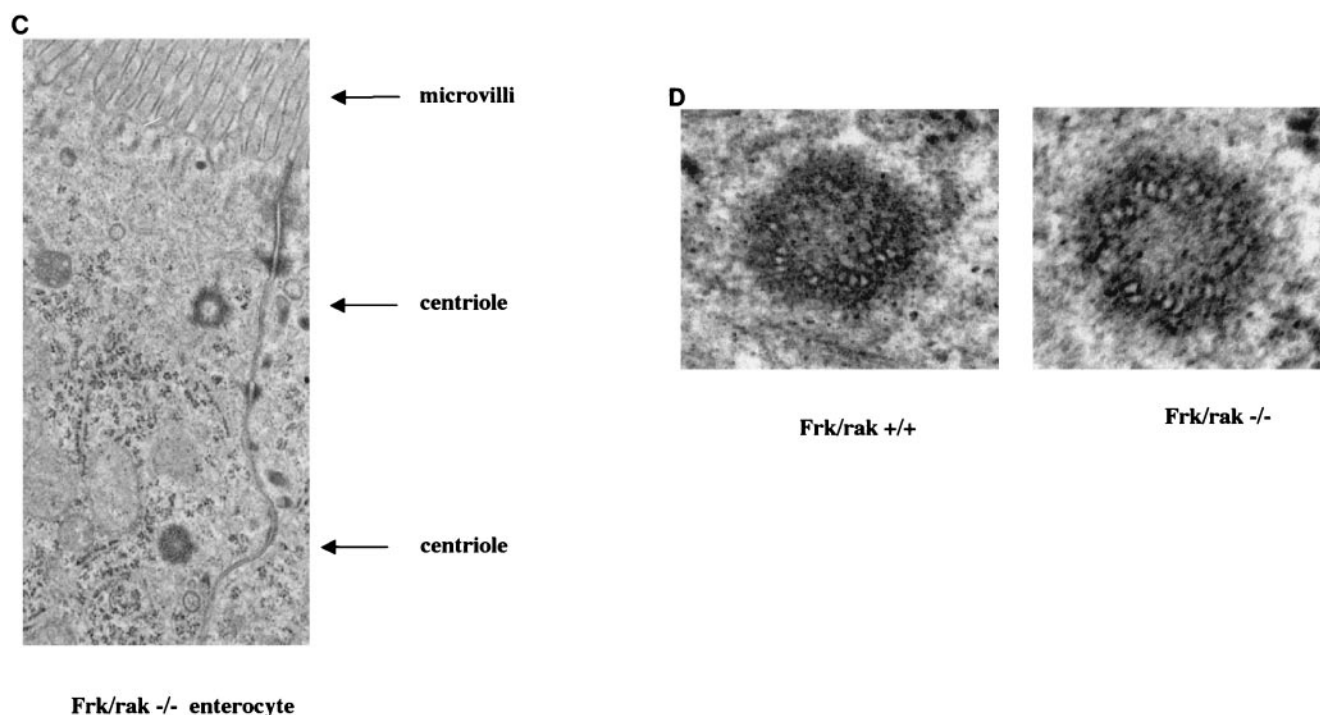 C
microvilli
centriole
centriole
Frk/rak -/- enterocyte
D
Frk/rak +/+
Frk/rak -/-